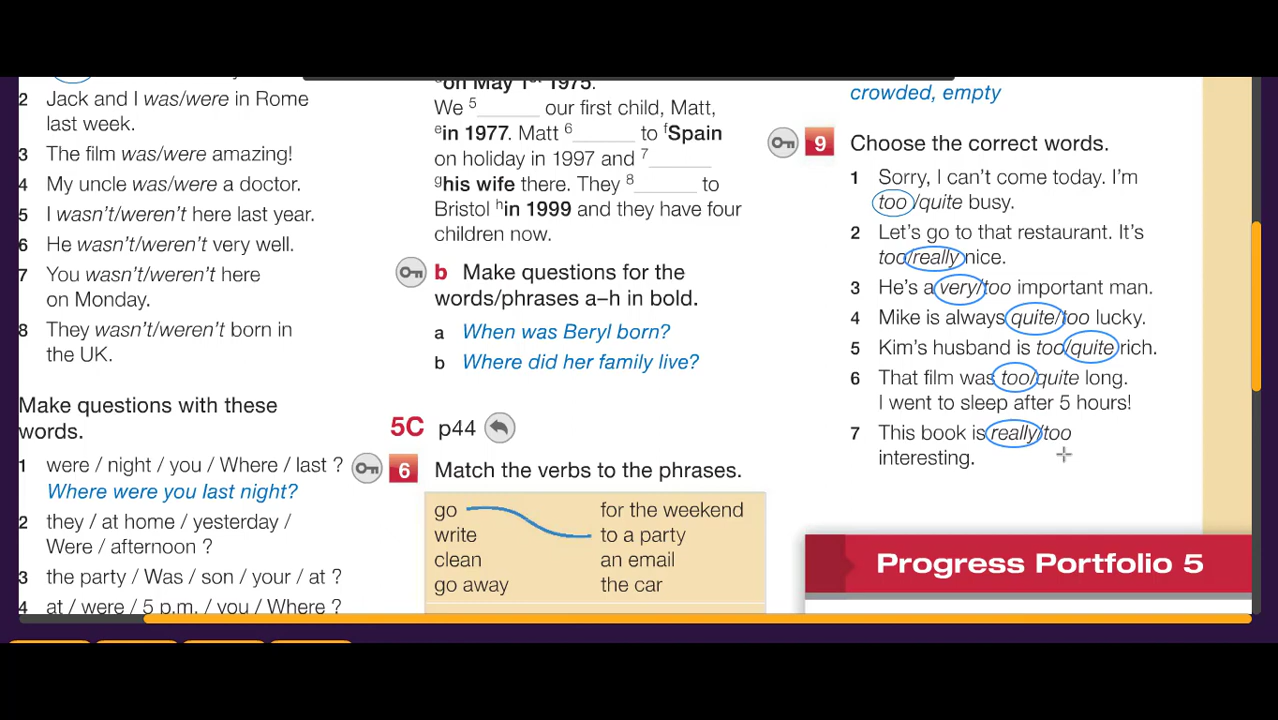 2 Jack and I was/were in Rome
last week.
3 The film was/were amazing!
4 My uncle was/were a doctor.
5 I wasn't/weren't here last year.
6 He wasn't/weren't very well.
7 You wasn't/weren't here
on Monday.
8 They wasn't/weren't born in
the UK.
Make questions with these
words.
1 were / night / you / Where / last ?
Where were you last night?
2 they / at home / yesterday /
Were / afternoon ?
3 the party / Was / son / your / at ?
4 at / were / 5 p.m. / you / Where ?
on May 1st 1975.
We 5 ______ our first child, Matt,
e in 1977. Matt 6 ______ to f Spain
on holiday in 1997 and 7 ______
g his wife there. They 8 ______ to
Bristol h in 1999 and they have four
children now.
b Make questions for the
words/phrases a–h in bold.
a When was Beryl born?
b Where did her family live?
5C p44
6 Match the verbs to the phrases.
go for the weekend
write to a party
clean an email
go away the car
crowded, empty
9 Choose the correct words.
1 Sorry, I can't come today. I'm
too/quite busy.
2 Let's go to that restaurant. It's
too/really nice.
3 He's a very/too important man.
4 Mike is always quite/too lucky.
5 Kim's husband is too/quite rich.
6 That film was too/quite long.
I went to sleep after 5 hours!
7 This book is really/too
interesting.
Progress Portfolio 5